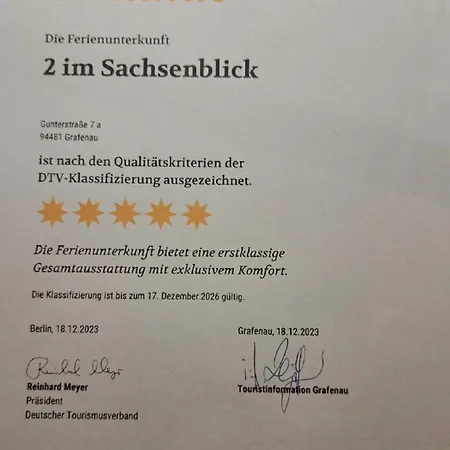 Die Ferienunterkunft
2 im Sachsenblick
Gunterstraße 7 a
94481 Grafenau
ist nach den Qualitätskriterien der
DTV-Klassifizierung ausgezeichnet.
Die Ferienunterkunft bietet eine erstklassige
Gesamtausstattung mit exklusivem Komfort.
Die Klassifizierung ist bis zum 17. Dezember 2026 gültig.
Berlin, 18.12.2023
Grafenau, 18.12.2023
Reinhard Meyer
Präsident
Deutscher Tourismusverband
Touristinformation Grafenau